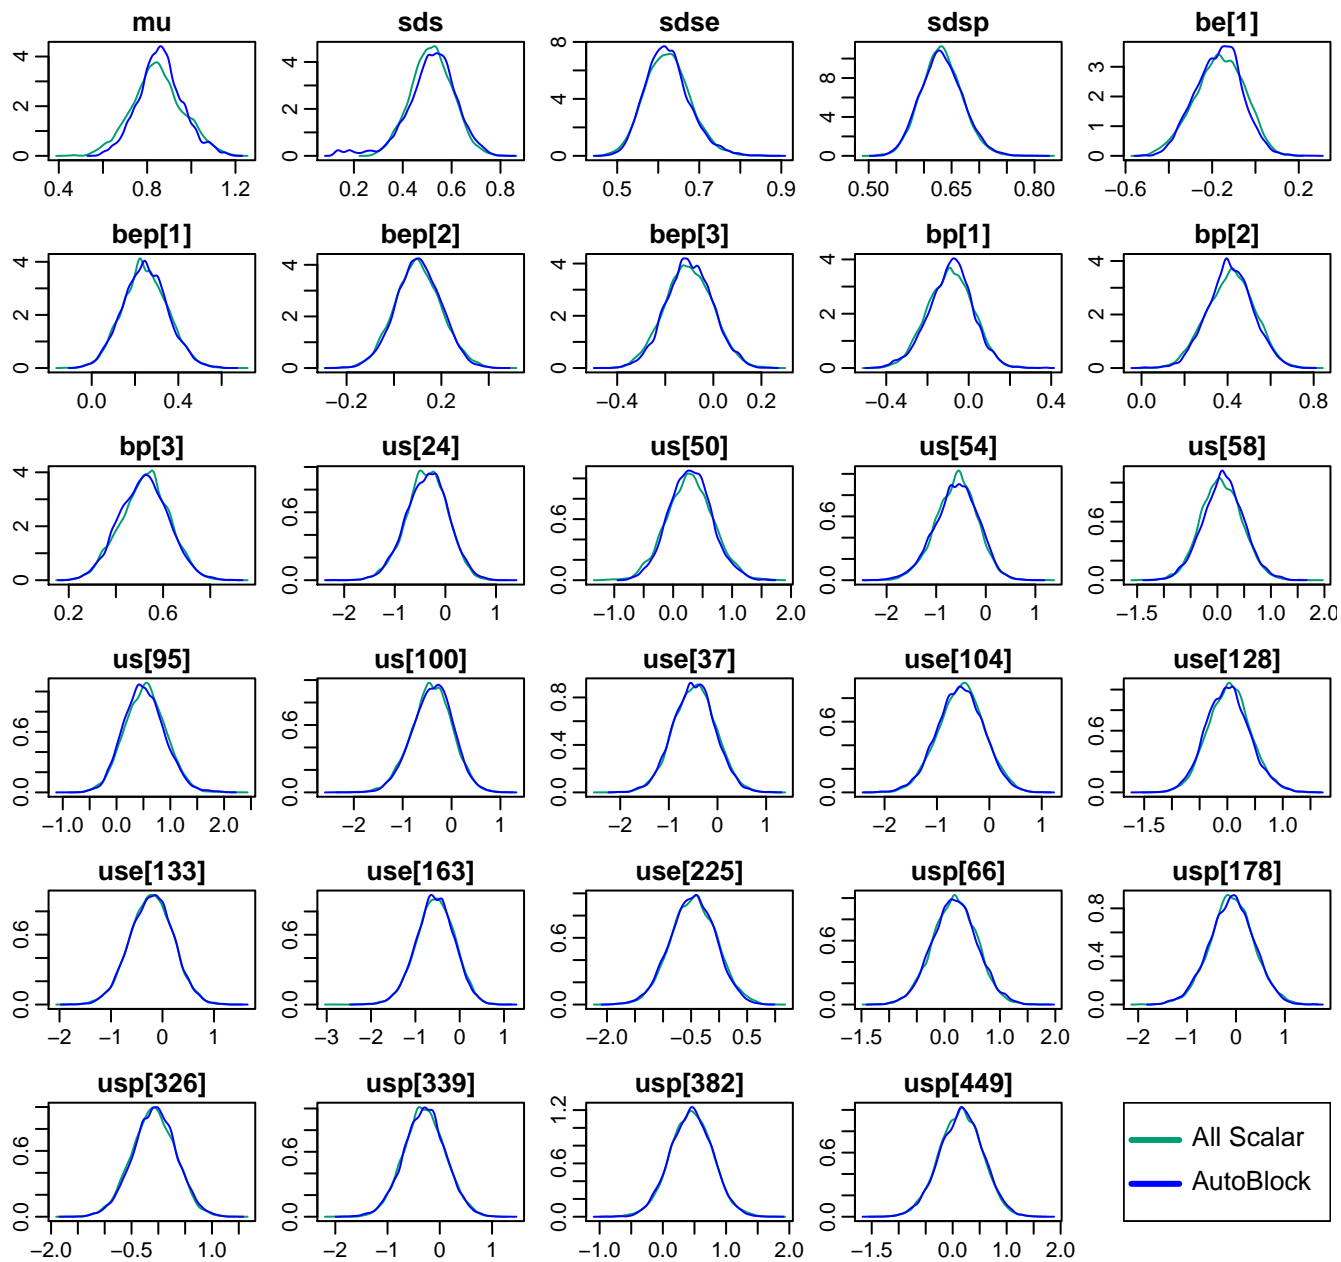 mu sds sdse sdsp be[1]
0 2 4 0 2 4 0 4 8 0 4 8 0 1 2 3
0.4 0.8 1.2 0.2 0.4 0.6 0.8 0.5 0.7 0.9 0.50 0.65 0.80 −0.6 −0.2 0.2
bep[1] bep[2] bep[3] bp[1] bp[2]
0 2 4 0 2 4 0 2 4 0 2 4 0 2 4
0.0 0.4 −0.2 0.2 −0.4 0.0 0.2 −0.4 0.0 0.4 0.0 0.4 0.8
bp[3] us[24] us[50] us[54] us[58]
0 2 4 0.0 0.6 0.0 0.6 0.0 0.6 0.0 0.6
0.2 0.6 −2 −1 0 1 −1.0 0.0 1.0 2.0 −2 −1 0 1 −1.5 0.0 1.0 2.0
us[95] us[100] use[37] use[104] use[128]
0.0 0.6 0.0 0.6 0.0 0.4 0.8 0.0 0.6 0.0 0.6
−1.0 0.0 1.0 2.0 −2 −1 0 1 −2 −1 0 1 −2 −1 0 1 −1.5 0.0 1.0
use[133] use[163] use[225] usp[66] usp[178]
0.0 0.6 0.0 0.6 0.0 0.6 0.0 0.6 0.0 0.4 0.8
−2 −1 0 1 −3 −2 −1 0 1 −2.0 −0.5 0.5 −1.5 0.0 1.0 2.0 −2 −1 0 1
usp[326] usp[339] usp[382] usp[449]
0.0 0.6 0.0 0.6 0.0 0.6 1.2 0.0 0.6
−2.0 −0.5 1.0 −2 −1 0 1 −1.0 0.0 1.0 2.0 −1.5 0.0 1.0 2.0
All Scalar
AutoBlock